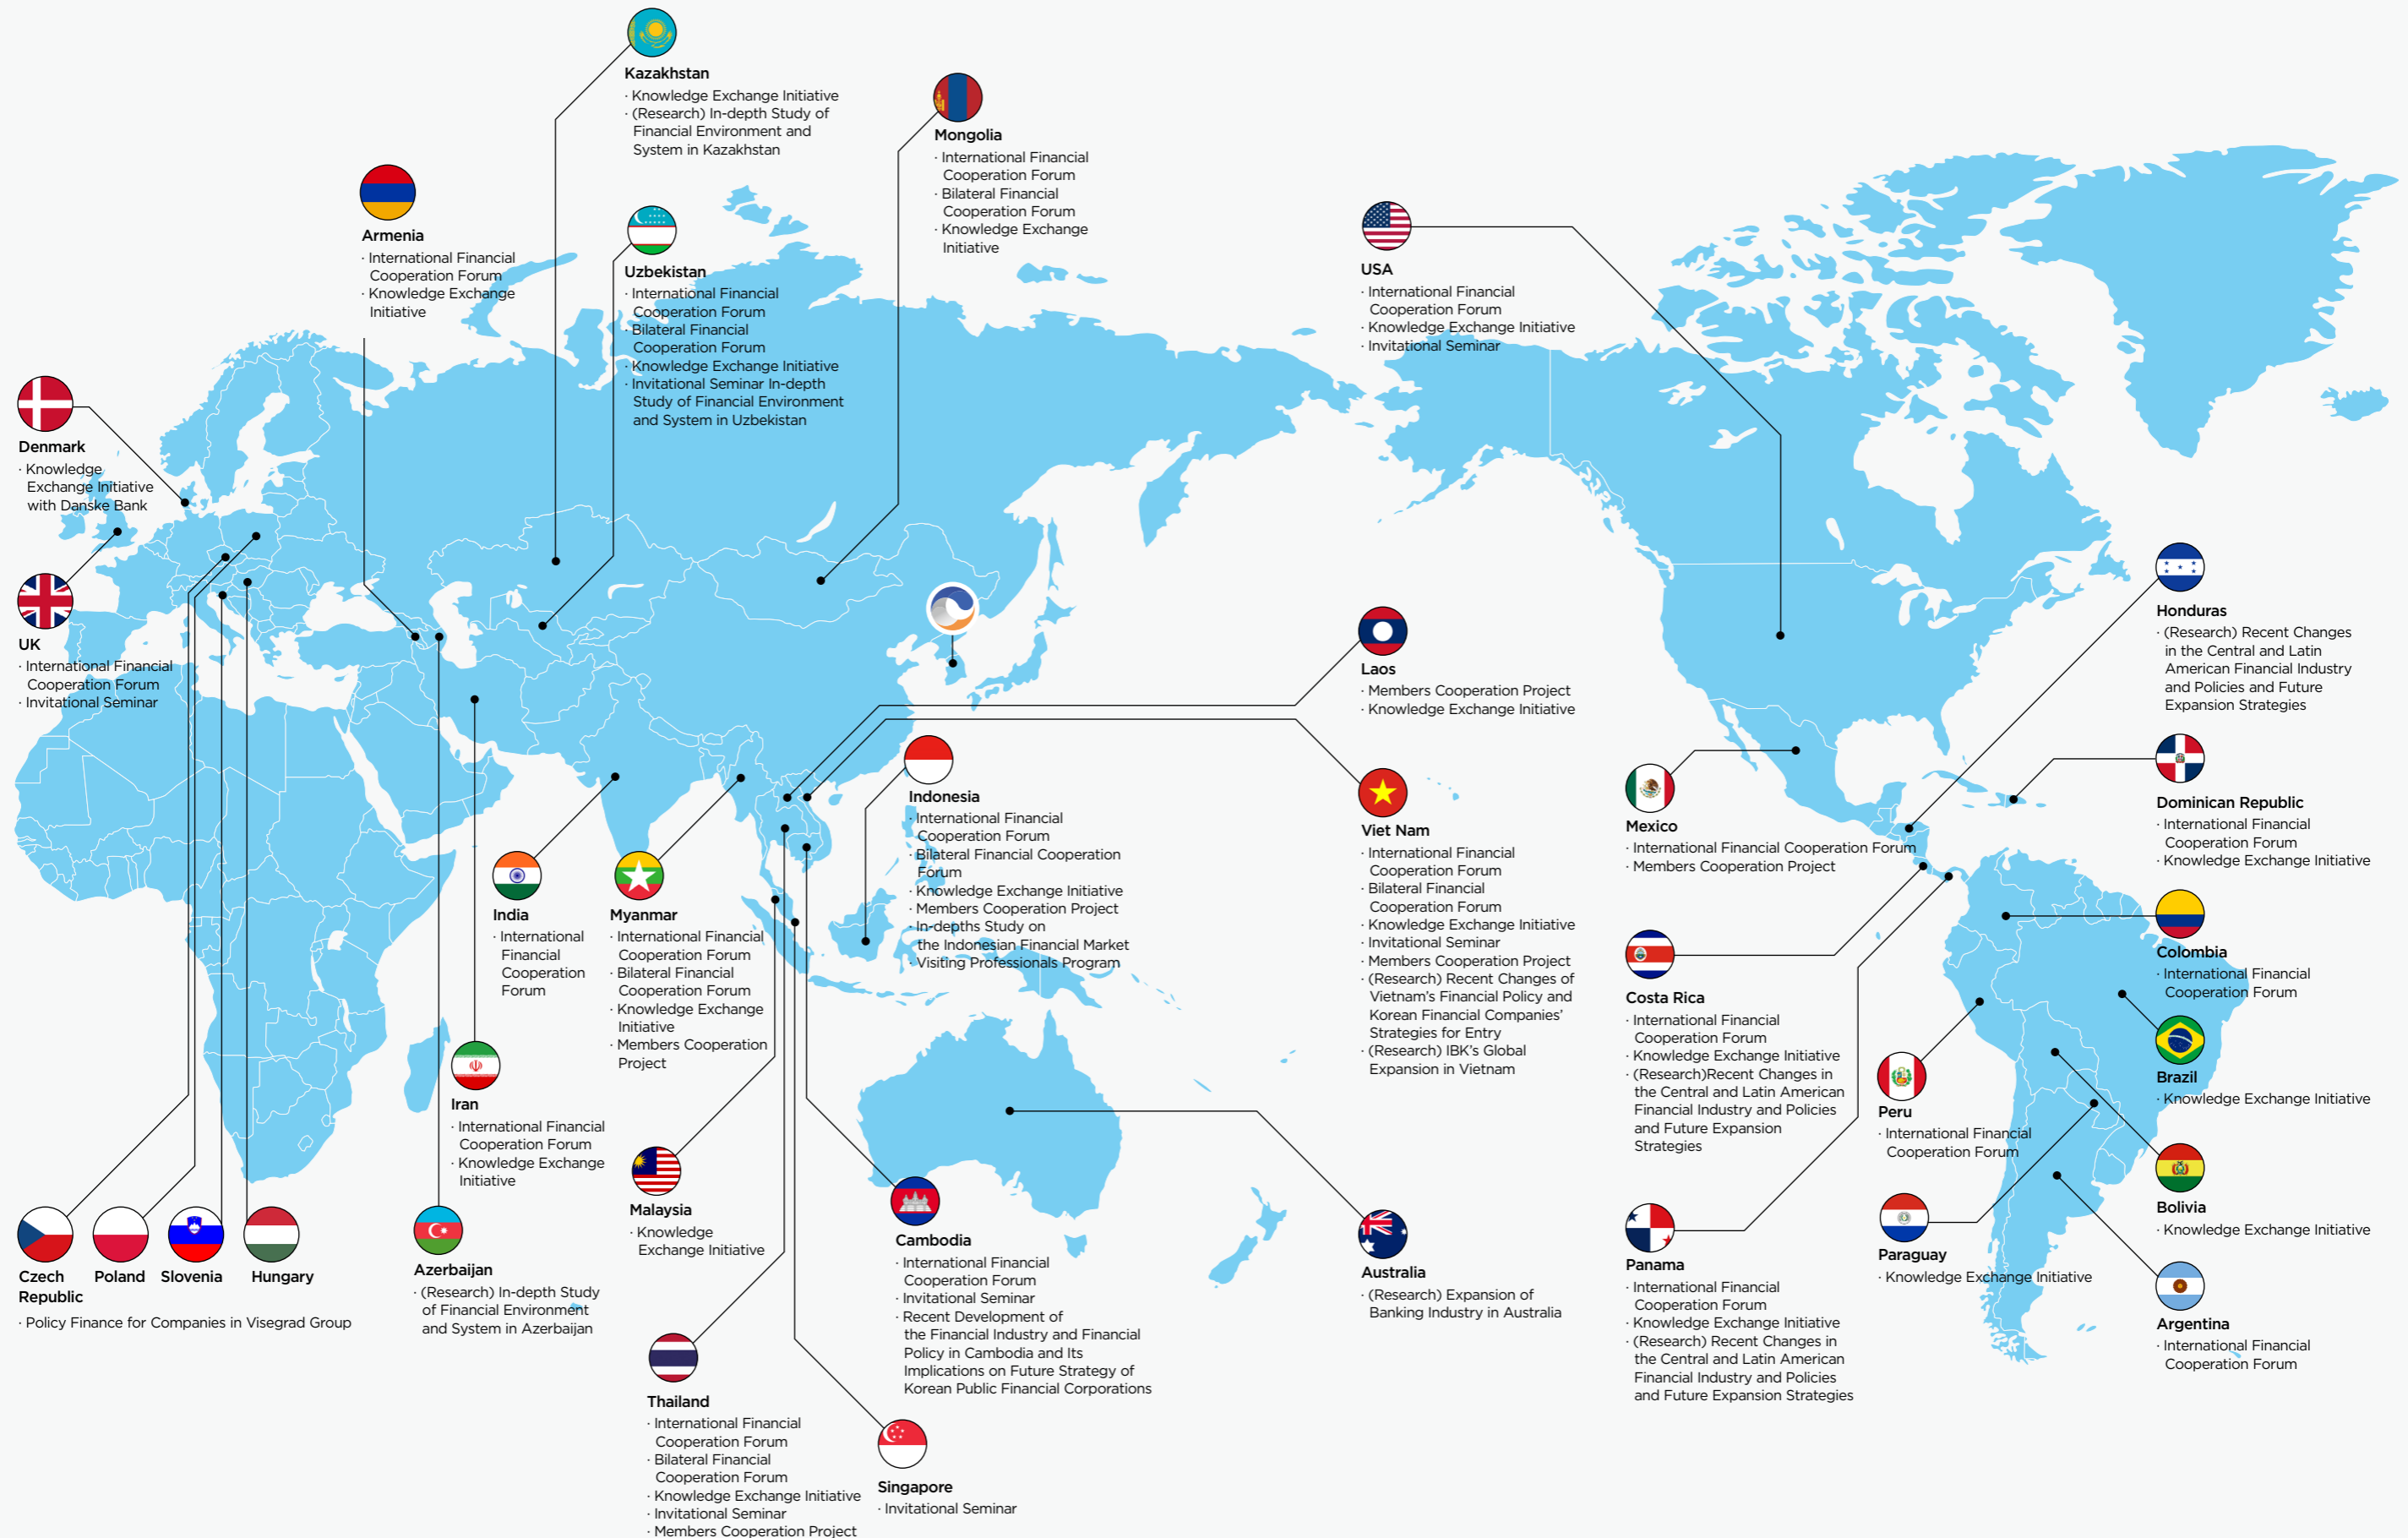 Kazakhstan
· Knowledge Exchange Initiative
· (Research) In-depth Study of
Financial Environment and
System in Kazakhstan
Mongolia
· International Financial
Cooperation Forum
· Bilateral Financial
Cooperation Forum
· Knowledge Exchange
Initiative
Armenia
· International Financial
Cooperation Forum
· Knowledge Exchange
Initiative
Uzbekistan
· International Financial
Cooperation Forum
· Bilateral Financial
Cooperation Forum
· Knowledge Exchange Initiative
· Invitational Seminar In-depth
Study of Financial Environment
and System in Uzbekistan
USA
· International Financial
Cooperation Forum
· Knowledge Exchange Initiative
· Invitational Seminar
Denmark
· Knowledge
Exchange Initiative
with Danske Bank
UK
· International Financial
Cooperation Forum
· Invitational Seminar
Laos
· Members Cooperation Project
· Knowledge Exchange Initiative
Honduras
· (Research) Recent Changes
in the Central and Latin
American Financial Industry
and Policies and Future
Expansion Strategies
Indonesia
· International Financial
Cooperation Forum
· Bilateral Financial Cooperation
Forum
· Knowledge Exchange Initiative
· Members Cooperation Project
· In-depths Study on
the Indonesian Financial Market
· Visiting Professionals Program
Viet Nam
· International Financial
Cooperation Forum
· Bilateral Financial
Cooperation Forum
· Knowledge Exchange Initiative
· Invitational Seminar
· Members Cooperation Project
· (Research) Recent Changes of
Vietnam's Financial Policy and
Korean Financial Companies'
Strategies for Entry
· (Research) IBK's Global
Expansion in Vietnam
Mexico
· International Financial Cooperation Forum
· Members Cooperation Project
Dominican Republic
· International Financial
Cooperation Forum
· Knowledge Exchange Initiative
India
· International
Financial
Cooperation
Forum
Myanmar
· International Financial
Cooperation Forum
· Bilateral Financial
Cooperation Forum
· Knowledge Exchange
Initiative
· Members Cooperation
Project
Costa Rica
· International Financial
Cooperation Forum
· Knowledge Exchange Initiative
· (Research)Recent Changes in
the Central and Latin American
Financial Industry and Policies
and Future Expansion
Strategies
Colombia
· International Financial
Cooperation Forum
Brazil
· Knowledge Exchange Initiative
Peru
· International Financial
Cooperation Forum
Iran
· International Financial
Cooperation Forum
· Knowledge Exchange
Initiative
Malaysia
· Knowledge
Exchange Initiative
Cambodia
· International Financial
Cooperation Forum
· Invitational Seminar
· Recent Development of
the Financial Industry and Financial
Policy in Cambodia and Its
Implications on Future Strategy of
Korean Public Financial Corporations
Australia
· (Research) Expansion of
Banking Industry in Australia
Panama
· International Financial
Cooperation Forum
· Knowledge Exchange Initiative
· (Research) Recent Changes in
the Central and Latin American
Financial Industry and Policies
and Future Expansion Strategies
Paraguay
· Knowledge Exchange Initiative
Bolivia
· Knowledge Exchange Initiative
Argentina
· International Financial
Cooperation Forum
Czech
Republic
Poland
Slovenia
Hungary
· Policy Finance for Companies in Visegrad Group
Azerbaijan
· (Research) In-depth Study
of Financial Environment
and System in Azerbaijan
Thailand
· International Financial
Cooperation Forum
· Bilateral Financial
Cooperation Forum
· Knowledge Exchange Initiative
· Invitational Seminar
· Members Cooperation Project
Singapore
· Invitational Seminar